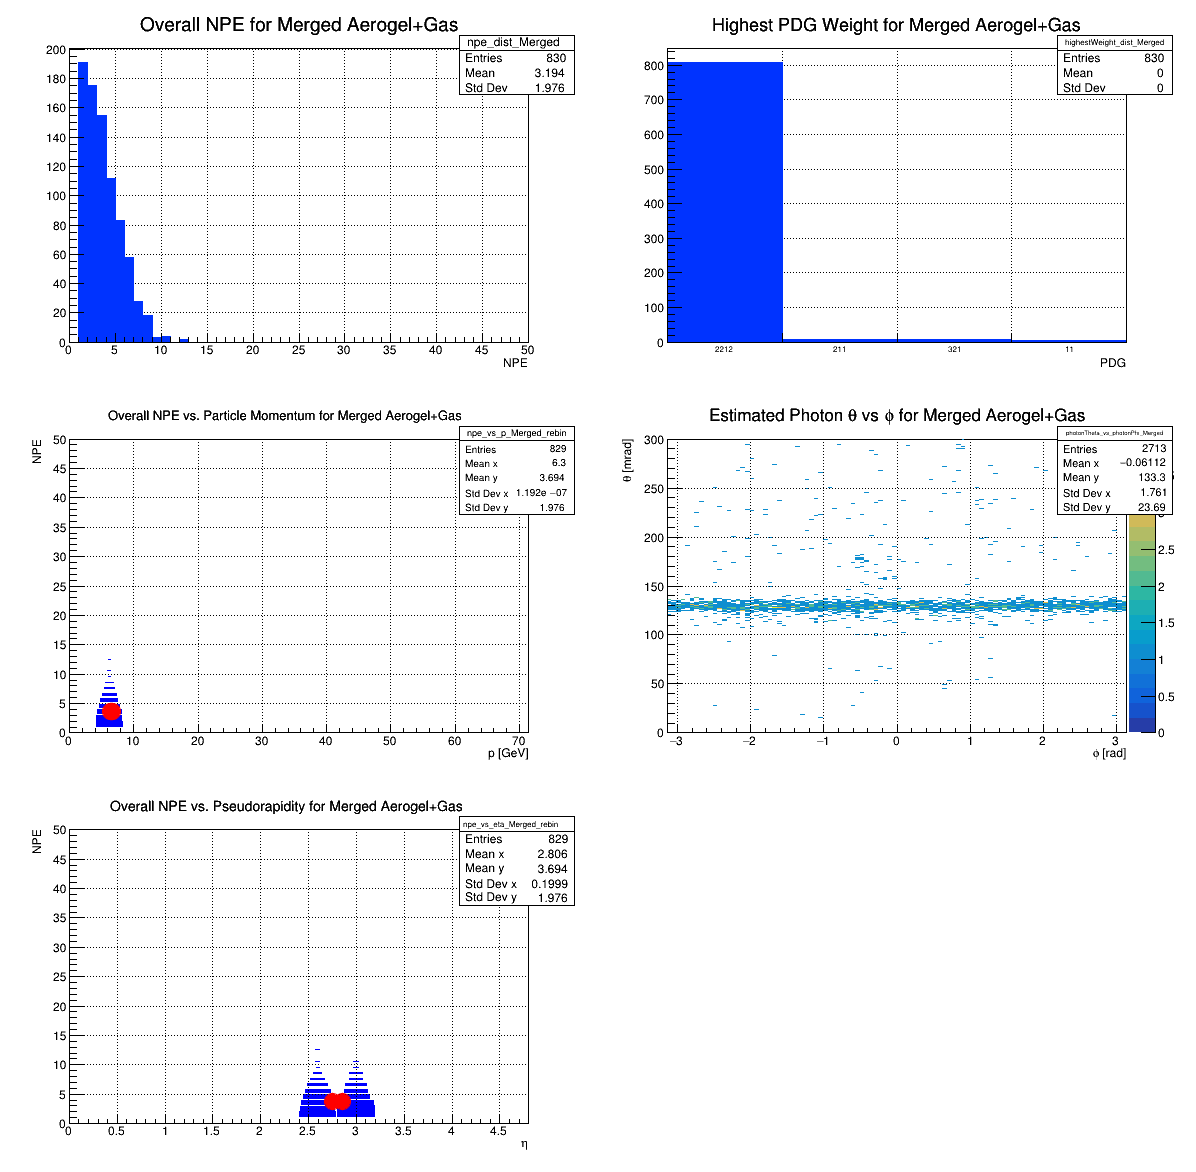 Overall NPE for Merged Aerogel+Gas
npe_dist_Merged
Entries 830
Mean 3.194
Std Dev 1.976
200
180
160
140
120
100
80
60
40
20
0
0 5 10 15 20 25 30 35 40 45 50
NPE
Highest PDG Weight for Merged Aerogel+Gas
highestWeight_dist_Merged
Entries 830
Mean 0
Std Dev 0
800
700
600
500
400
300
200
100
0
2212 211 321 11
PDG
Overall NPE vs. Particle Momentum for Merged Aerogel+Gas
npe_vs_p_Merged_rebin
Entries 829
Mean x 6.3
Mean y 3.694
Std Dev x 1.192e −07
Std Dev y 1.976
NPE
50
45
40
35
30
25
20
15
10
5
0
0 10 20 30 40 50 60 70
p [GeV]
Estimated Photon θ vs ϕ for Merged Aerogel+Gas
photonTheta_vs_photonPhi_Merged
Entries 2713
Mean x −0.06112
Mean y 133.3
Std Dev x 1.761
Std Dev y 23.69
θ [mrad]
300
250
200
150
100
50
0
−3 −2 −1 0 1 2 3
ϕ [rad]
2.5
2
1.5
1
0.5
0
Overall NPE vs. Pseudorapidity for Merged Aerogel+Gas
npe_vs_eta_Merged_rebin
Entries 829
Mean x 2.806
Mean y 3.694
Std Dev x 0.1999
Std Dev y 1.976
NPE
50
45
40
35
30
25
20
15
10
5
0
0 0.5 1 1.5 2 2.5 3 3.5 4 4.5
η